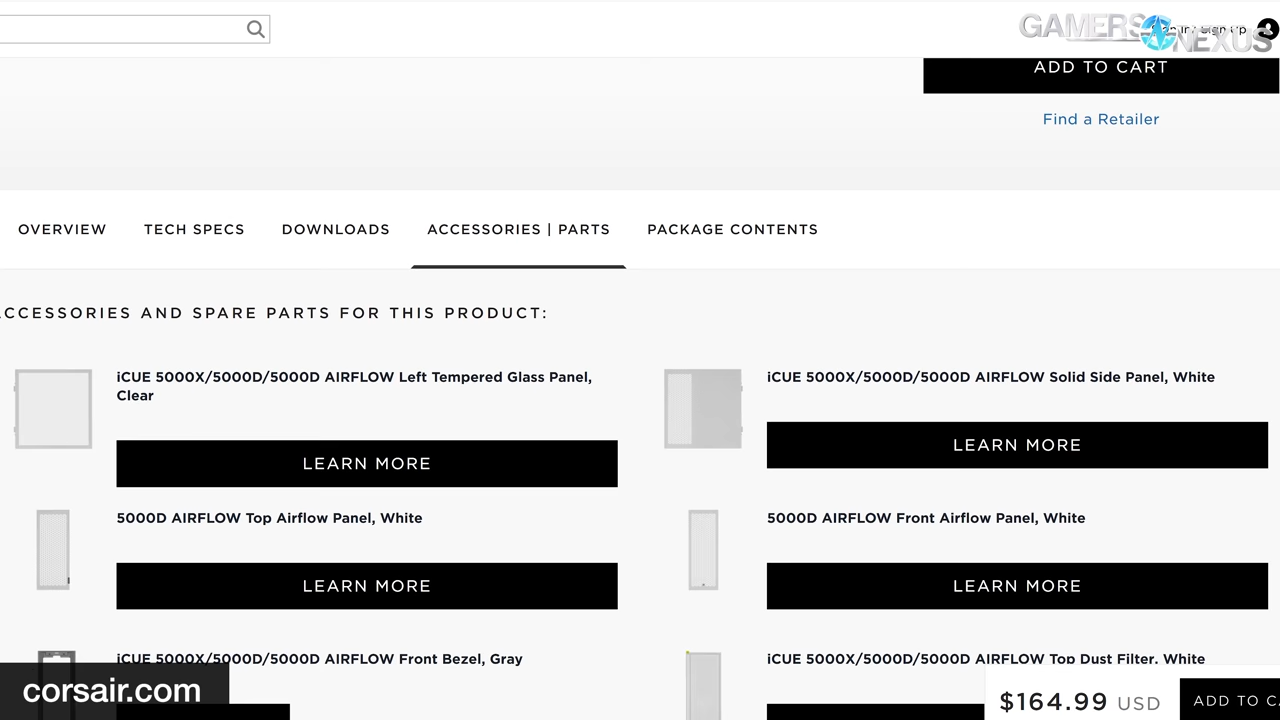 GAMERS NEXUS
Sign In / Sign Up
ADD TO CART
Find a Retailer
OVERVIEW TECH SPECS DOWNLOADS ACCESSORIES | PARTS PACKAGE CONTENTS
CCESSORIES AND SPARE PARTS FOR THIS PRODUCT:
iCUE 5000X/5000D/5000D AIRFLOW Left Tempered Glass Panel,
Clear
LEARN MORE
iCUE 5000X/5000D/5000D AIRFLOW Solid Side Panel, White
LEARN MORE
5000D AIRFLOW Top Airflow Panel, White
LEARN MORE
5000D AIRFLOW Front Airflow Panel, White
LEARN MORE
iCUE 5000X/5000D/5000D AIRFLOW Front Bezel, Gray
iCUE 5000X/5000D/5000D AIRFLOW Top Dust Filter, White
corsair.com
$164.99 USD
ADD TO CA